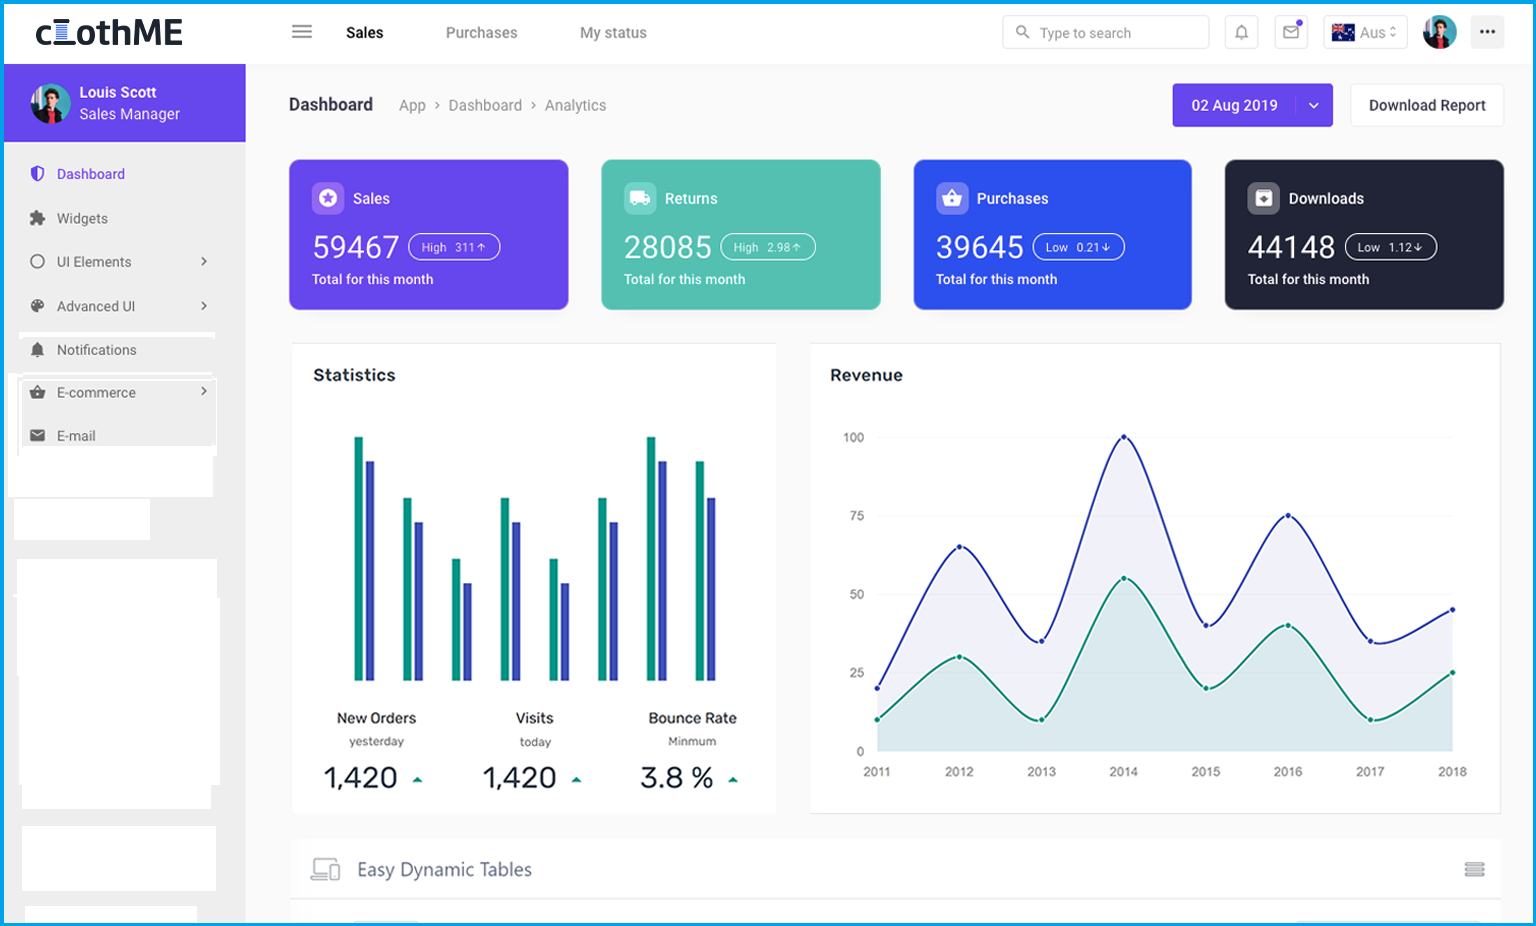 cLothME
Sales
Purchases
My status
Type to search
Aus
Louis Scott
Sales Manager
Dashboard
Widgets
UI Elements
Advanced UI
Notifications
E-commerce
E-mail
Dashboard
App > Dashboard > Analytics
02 Aug 2019
Download Report
Sales
59467 High 311↑
Total for this month
Returns
28085 High 2.98↑
Total for this month
Purchases
39645 Low 0.21↓
Total for this month
Downloads
44148 Low 1.12↓
Total for this month
Statistics
New Orders
yesterday
1,420
Visits
today
1,420
Bounce Rate
Minmum
3.8 %
Revenue
100
75
50
25
0
2011 2012 2013 2014 2015 2016 2017 2018
Easy Dynamic Tables